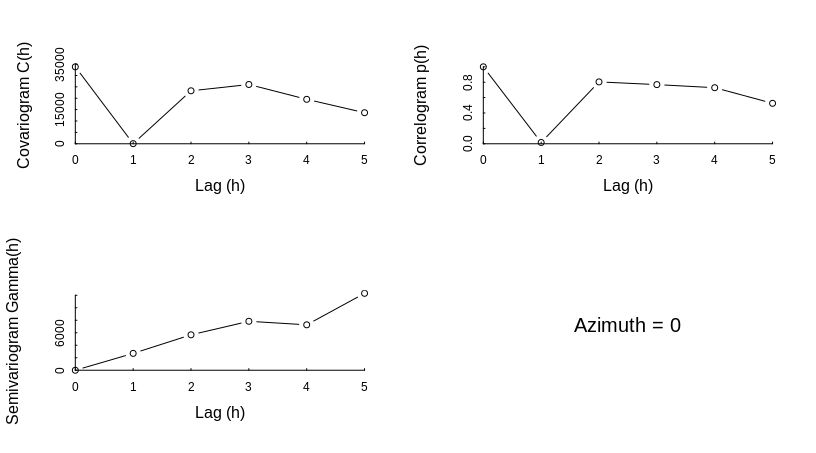 Covariogram C(h)
0 15000 35000
0 1 2 3 4 5
Lag (h)
Correlogram p(h)
0.0 0.4 0.8
0 1 2 3 4 5
Lag (h)
Semivariogram Gamma(h)
0 6000
0 1 2 3 4 5
Lag (h)
Azimuth = 0